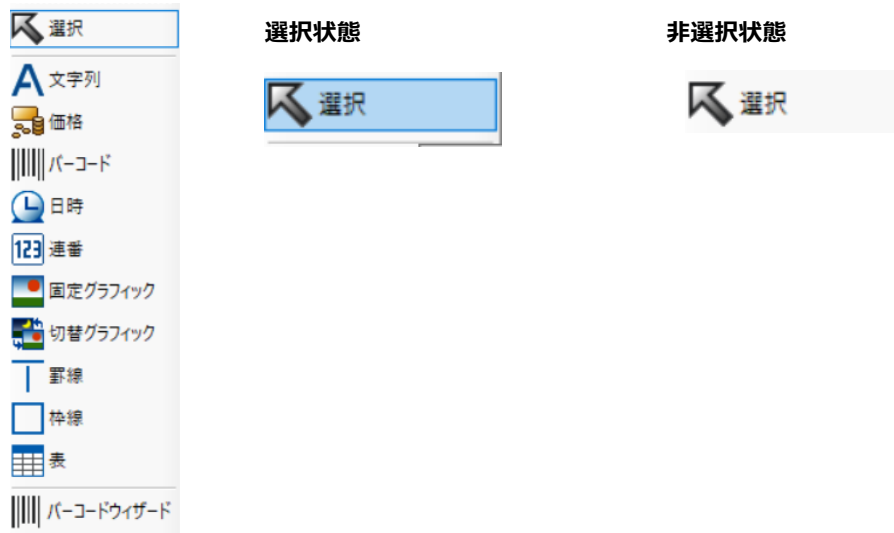 選択
文字列
価格
バーコード
日時
123 連番
固定グラフィック
切替グラフィック
罫線
枠線
表
バーコードウィザード
選択状態
選択
非選択状態
選択